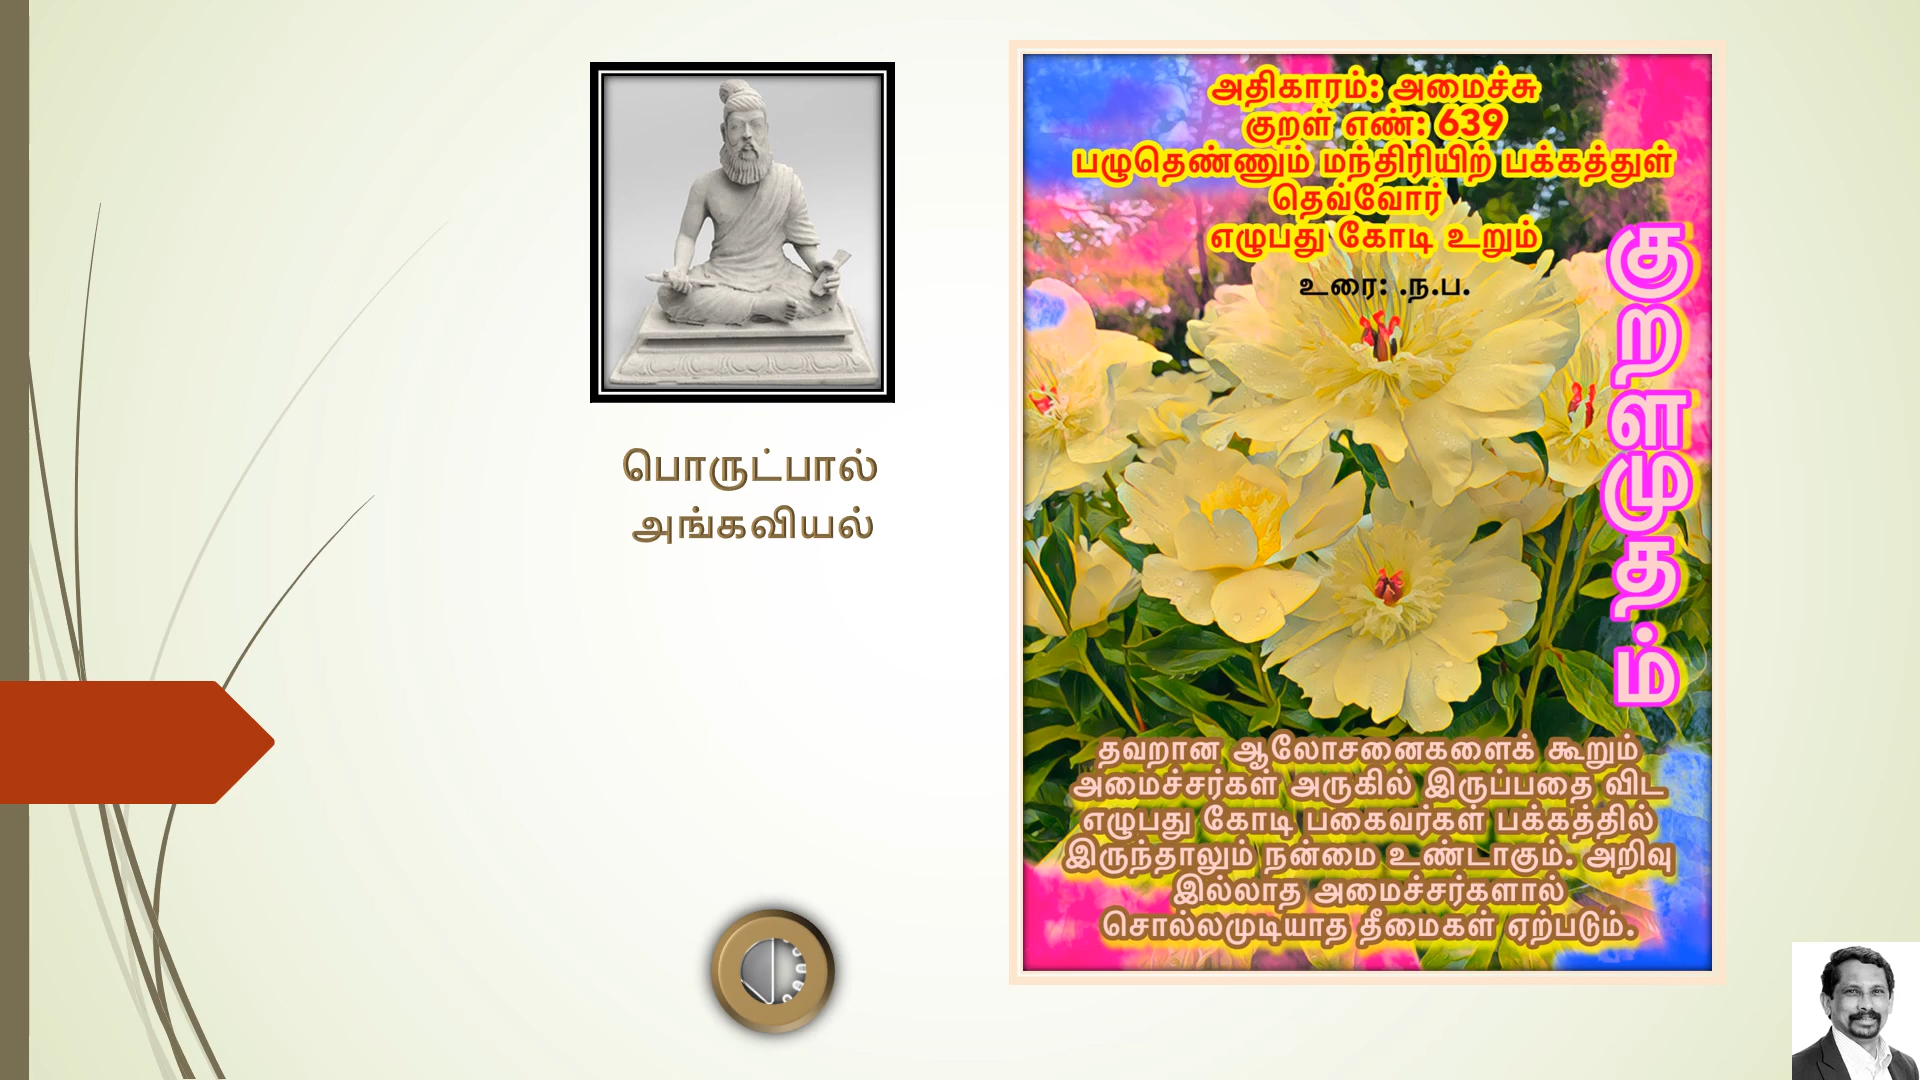 பொருட்பால்
அங்கவியல்
அதிகாரம்: அமைச்சு
குறள் எண்: 639
பழுதெண்ணும் மந்திரியிற் பக்கத்துள்
தெவ்வோர்
எழுபது கோடி உறும்
உரை: .ந.ப.
குறளமுதம்
தவறான ஆலோசனைகளைக் கூறும்
அமைச்சர்கள் அருகில் இருப்பதை விட
எழுபது கோடி பகைவர்கள் பக்கத்தில்
இருந்தாலும் நன்மை உண்டாகும். அறிவு
இல்லாத அமைச்சர்களால்
சொல்லமுடியாத தீமைகள் ஏற்படும்.